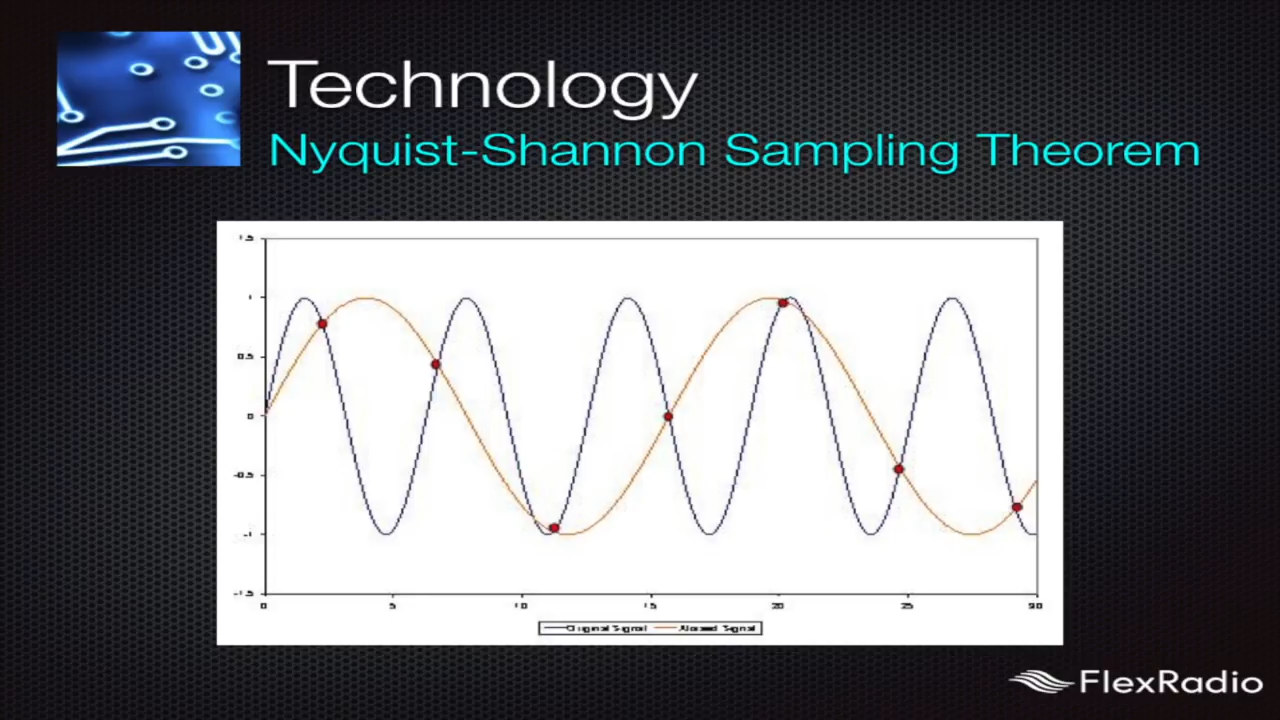 Technology
Nyquist-Shannon Sampling Theorem
1.5
1
0.5
0
-0.5
-1
-1.5
0 5 10 15 20 25 30
Original Signal Aliased Signal
FlexRadio